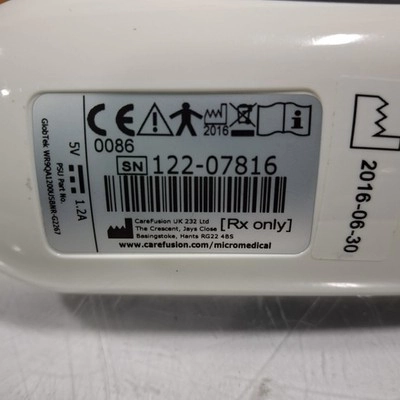 CE
0086
2016
SN 122-07816
CareFusion UK 232 Ltd
The Crescent, Jays Close
Basingstoke, Hants RG22 4BS
[Rx only]
www.carefusion.com/micromedical
5V 1.2A
PSU Part No.
GlobTek
2016-06-30